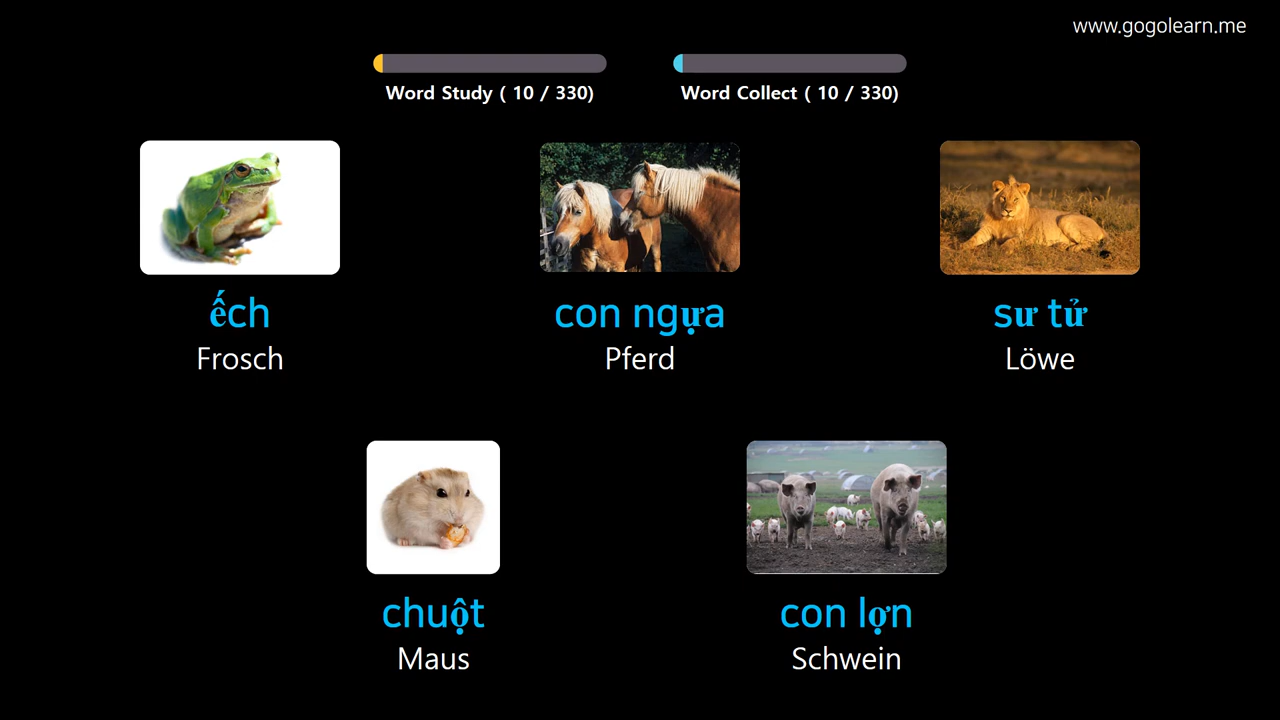 www.gogolearn.me
Word Study ( 10 / 330)
Word Collect ( 10 / 330)
ếch
Frosch
con ngựa
Pferd
sư tử
Löwe
chuột
Maus
con lợn
Schwein